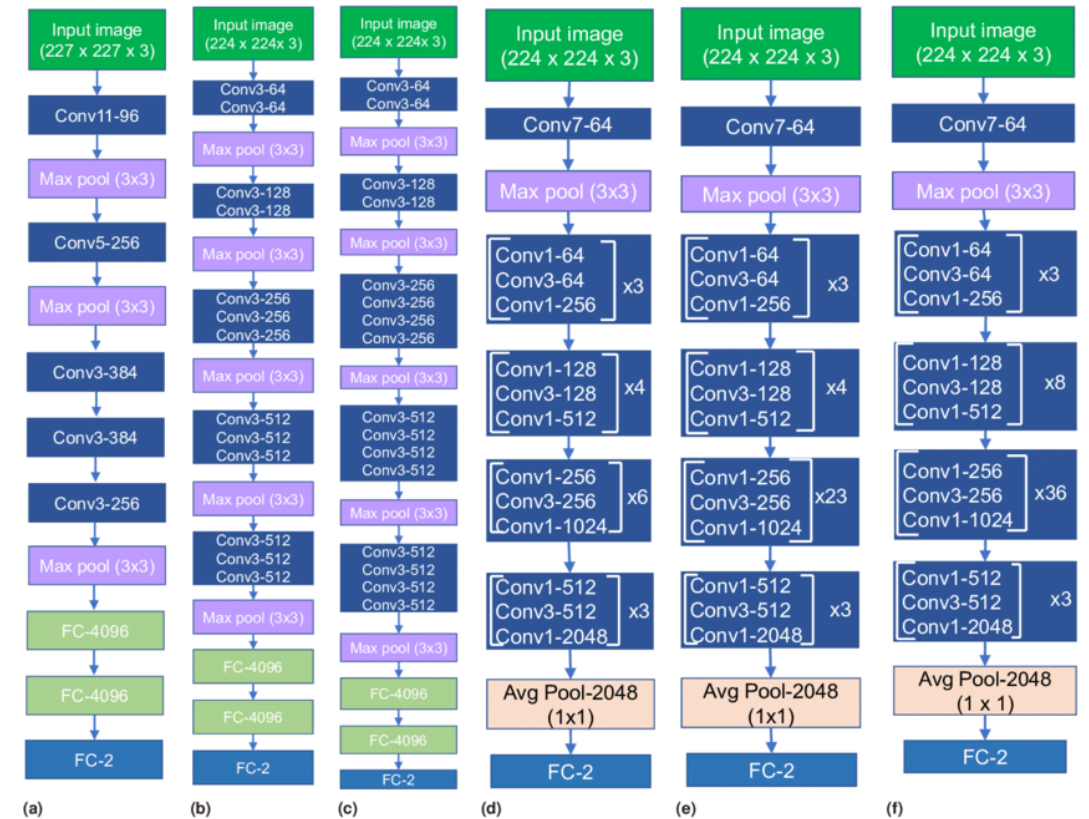 Input image
(227 x 227 x 3)
Conv11-96
Max pool (3x3)
Conv5-256
Max pool (3x3)
Conv3-384
Conv3-384
Conv3-256
Max pool (3x3)
FC-4096
FC-4096
FC-2
(a)
Input image
(224 x 224x 3)
Conv3-64
Conv3-64
Max pool (3x3)
Conv3-128
Conv3-128
Max pool (3x3)
Conv3-256
Conv3-256
Conv3-256
Max pool (3x3)
Conv3-512
Conv3-512
Conv3-512
Max pool (3x3)
Conv3-512
Conv3-512
Conv3-512
Max pool (3x3)
FC-4096
FC-4096
FC-2
(b)
Input image
(224 x 224x 3)
Conv3-64
Conv3-64
Max pool (3x3)
Conv3-128
Conv3-128
Max pool (3x3)
Conv3-256
Conv3-256
Conv3-256
Conv3-256
Max pool (3x3)
Conv3-512
Conv3-512
Conv3-512
Conv3-512
Max pool (3x3)
Conv3-512
Conv3-512
Conv3-512
Conv3-512
Max pool (3x3)
FC-4096
FC-4096
FC-2
(c)
Input image
(224 x 224 x 3)
Conv7-64
Max pool (3x3)
Conv1-64
Conv3-64
Conv1-256
x3
Conv1-128
Conv3-128
Conv1-512
x4
Conv1-256
Conv3-256
Conv1-1024
x6
Conv1-512
Conv3-512
Conv1-2048
x3
Avg Pool-2048
(1x1)
FC-2
(d)
Input image
(224 x 224 x 3)
Conv7-64
Max pool (3x3)
Conv1-64
Conv3-64
Conv1-256
x3
Conv1-128
Conv3-128
Conv1-512
x4
Conv1-256
Conv3-256
Conv1-1024
x23
Conv1-512
Conv3-512
Conv1-2048
x3
Avg Pool-2048
(1x1)
FC-2
(e)
Input image
(224 x 224 x 3)
Conv7-64
Max pool (3x3)
Conv1-64
Conv3-64
Conv1-256
x3
Conv1-128
Conv3-128
Conv1-512
x8
Conv1-256
Conv3-256
Conv1-1024
x36
Conv1-512
Conv3-512
Conv1-2048
x3
Avg Pool-2048
(1 x 1)
FC-2
(f)